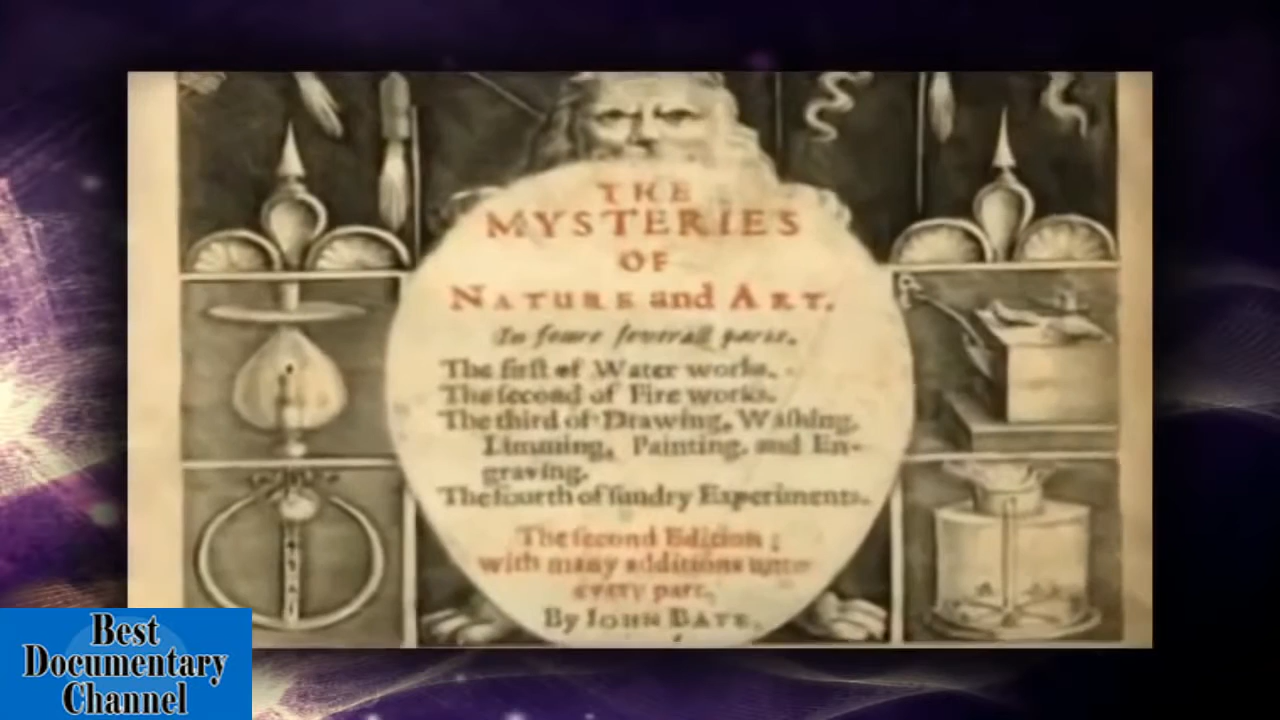 THE
MYSTERIES
OF
NATURE and ART.
In foure ſeverall parts.
The firſt of Water works.
The ſecond of Fire works.
The third of Drawing, Waſhing,
Limming, Painting, and En-
graving.
The fourth of ſundry Experiments.
The ſecond Edition;
with many additions unto
every part.
By IOHN BATE.
Best
Documentary
Channel